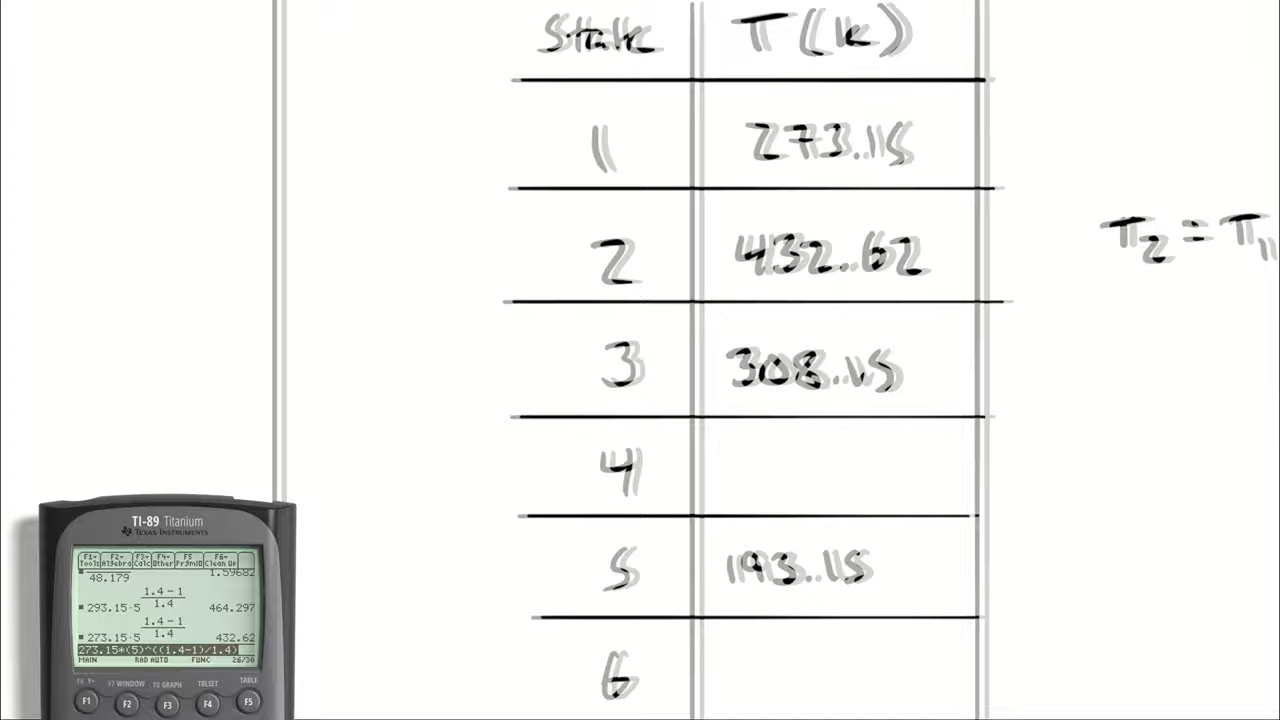 State T(K)
1 273.15
2 432.62
T2 = T1
3 308.15
4
5 193.15
6
TI-89 Titanium
TEXAS INSTRUMENTS
F1 F2 F3 F4 F5 F6
Tools Algebra Calc Other PrgmIO Clean Up
48.179 1.59682
1.4 - 1
1.4
293.15·5 464.297
1.4 - 1
1.4
273.15·5 432.62
273.15*(5)^((1.4-1)/1.4)
MAIN RAD AUTO FUNC 26/30
F7 WINDOW F8 GRAPH TBLSET TABLE
F1 F2 F3 F4 F5